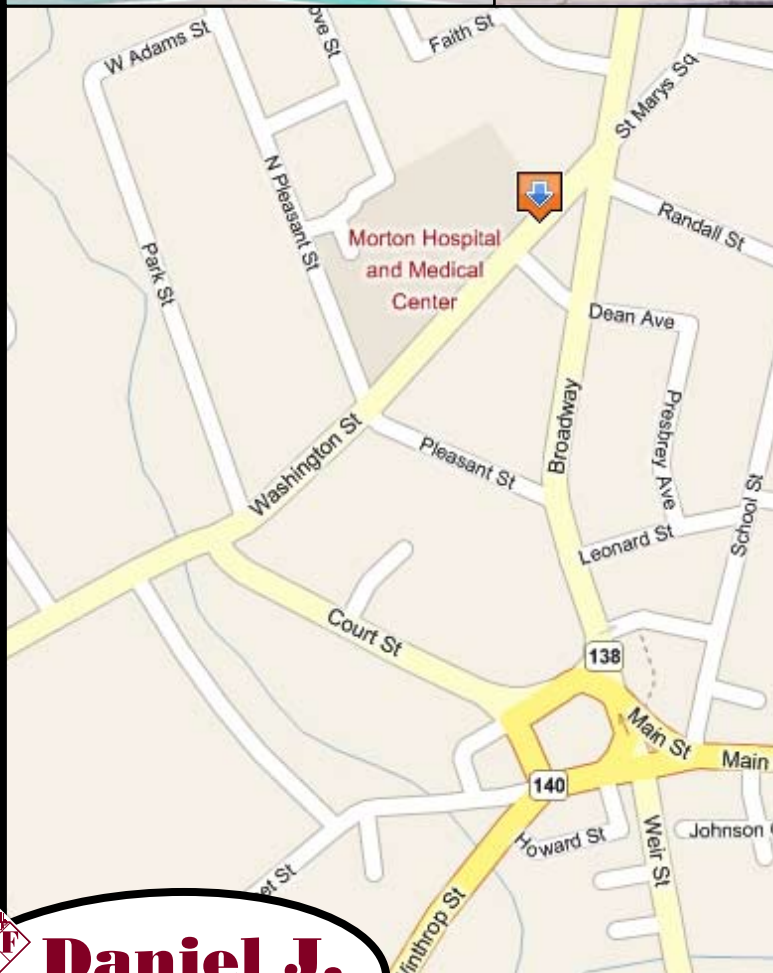 W Adams St
Faith St
St Marys Sq
N Pleasant St
Randall St
Park St
Morton Hospital
and Medical
Center
Dean Ave
Broadway
Presbrey Ave
Washington St
Pleasant St
School St
Leonard St
Court St
138
Main St
Main
140
Howard St
Weir St
Johnson
St
St
F
Daniel J.